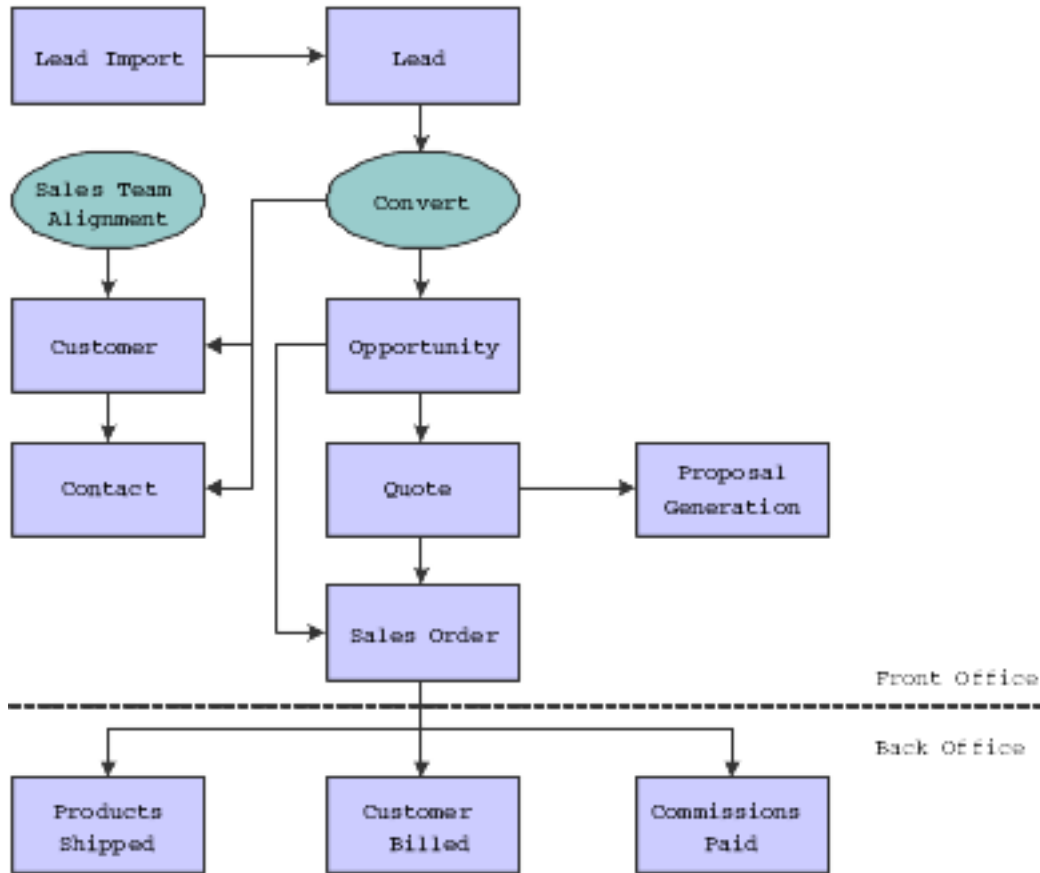 Lead Import
Lead
Sales Team
Alignment
Convert
Customer
Opportunity
Contact
Quote
Proposal
Generation
Sales Order
Front Office
Back Office
Products
Shipped
Customer
Billed
Commissions
Paid